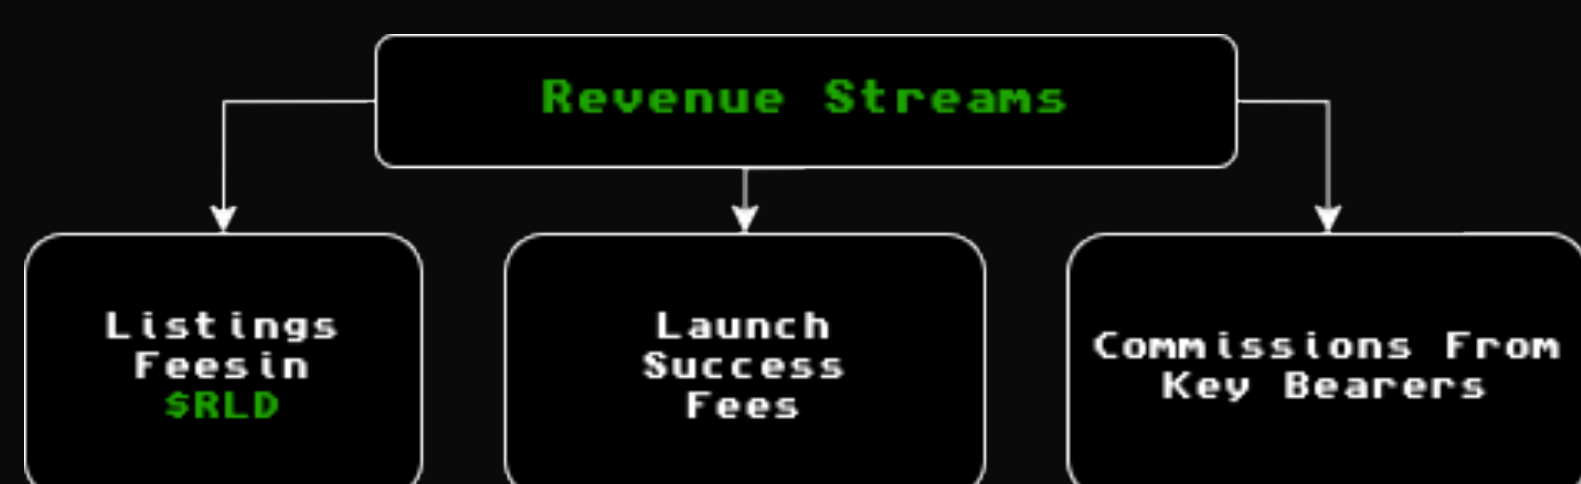 Revenue Streams
Listings
Feesin
$RLD
Launch
Success
Fees
Commissions From
Key Bearers